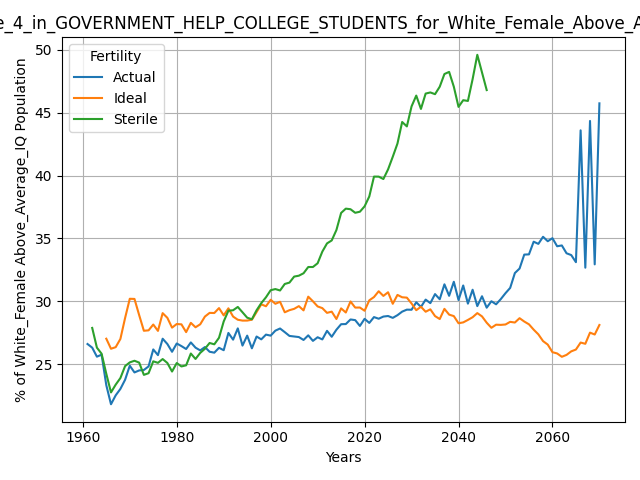 e_4_in_GOVERNMENT_HELP_COLLEGE_STUDENTS_for_White_Female_Above_A
% of White_Female Above_Average_IQ Population
50
45
40
35
30
25
Fertility
Actual
Ideal
Sterile
1960
1980
2000
2020
2040
2060
Years